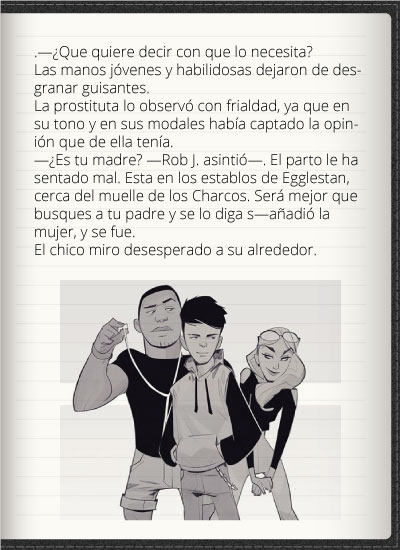 .—¿Que quiere decir con que lo necesita?
Las manos jóvenes y habilidosas dejaron de des-
granar guisantes.
La prostituta lo observó con frialdad, ya que en
su tono y en sus modales había captado la opin-
ión que de ella tenía.
—¿Es tu madre? —Rob J. asintió—. El parto le ha
sentado mal. Esta en los establos de Egglestan,
cerca del muelle de los Charcos. Será mejor que
busques a tu padre y se lo diga s—añadió la
mujer, y se fue.
El chico miro desesperado a su alrededor.